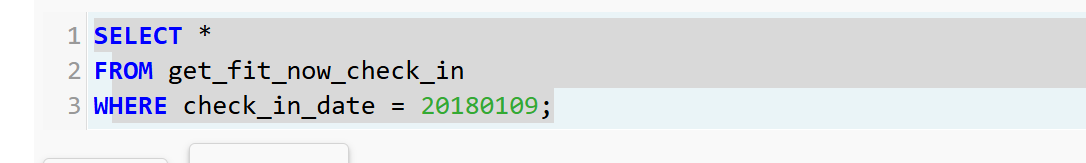 1 SELECT *
2 FROM get_fit_now_check_in
3 WHERE check_in_date = 20180109;